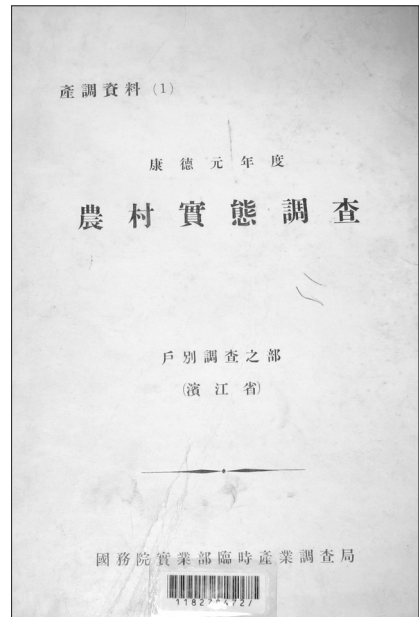 產調資料 (1)
康德元年度
農村實態調查
戶別調查之部
(濱江省)
國務院實業部臨時產業調查局